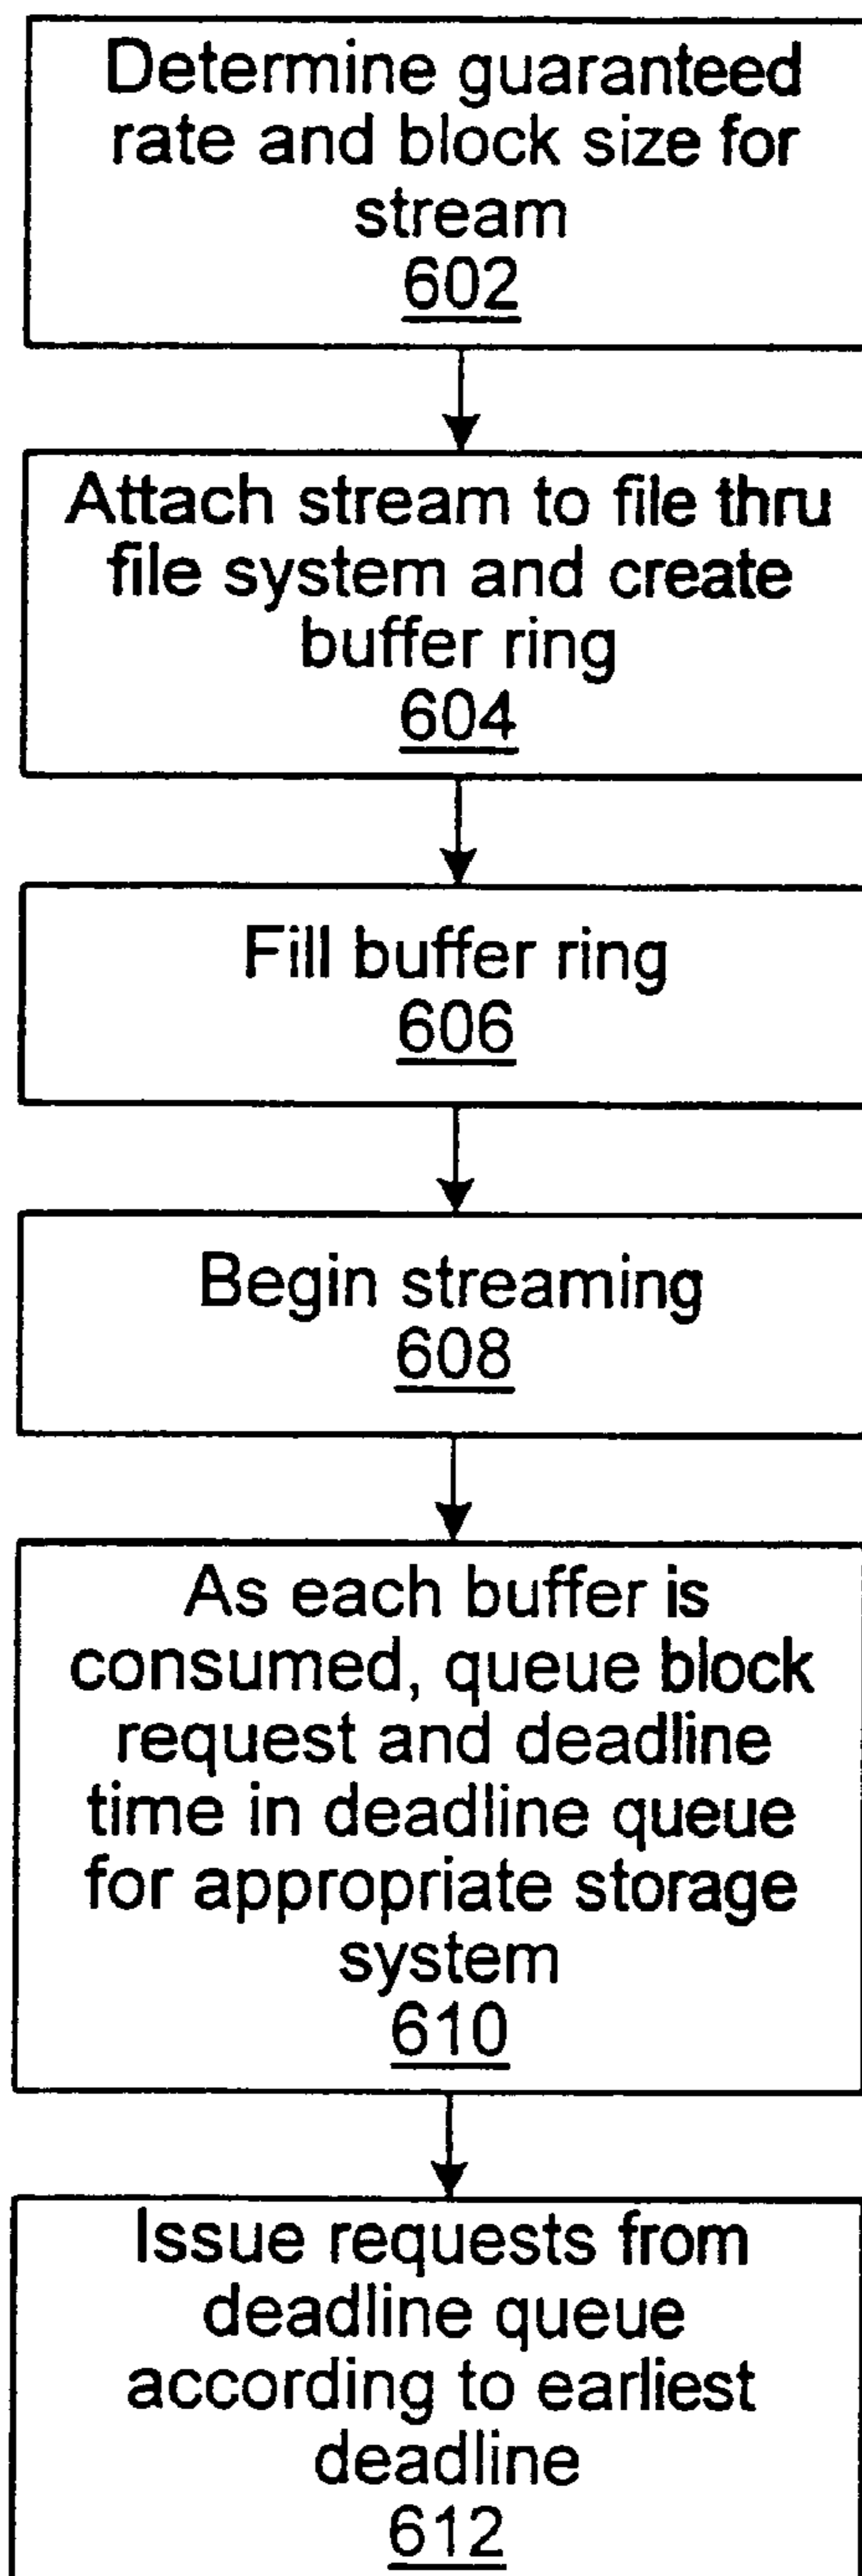 Determine guaranteed
rate and block size for
stream
602
Attach stream to file thru
file system and create
buffer ring
604
Fill buffer ring
606
Begin streaming
608
As each buffer is
consumed, queue block
request and deadline
time in deadline queue
for appropriate storage
system
610
Issue requests from
deadline queue
according to earliest
deadline
612